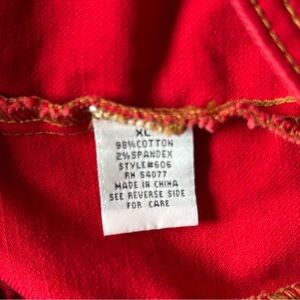 XL
98%COTTON
2%SPANDEX
STYLE#606
RN 54077
MADE IN CHINA
SEE REVERSE SIDE
FOR CARE